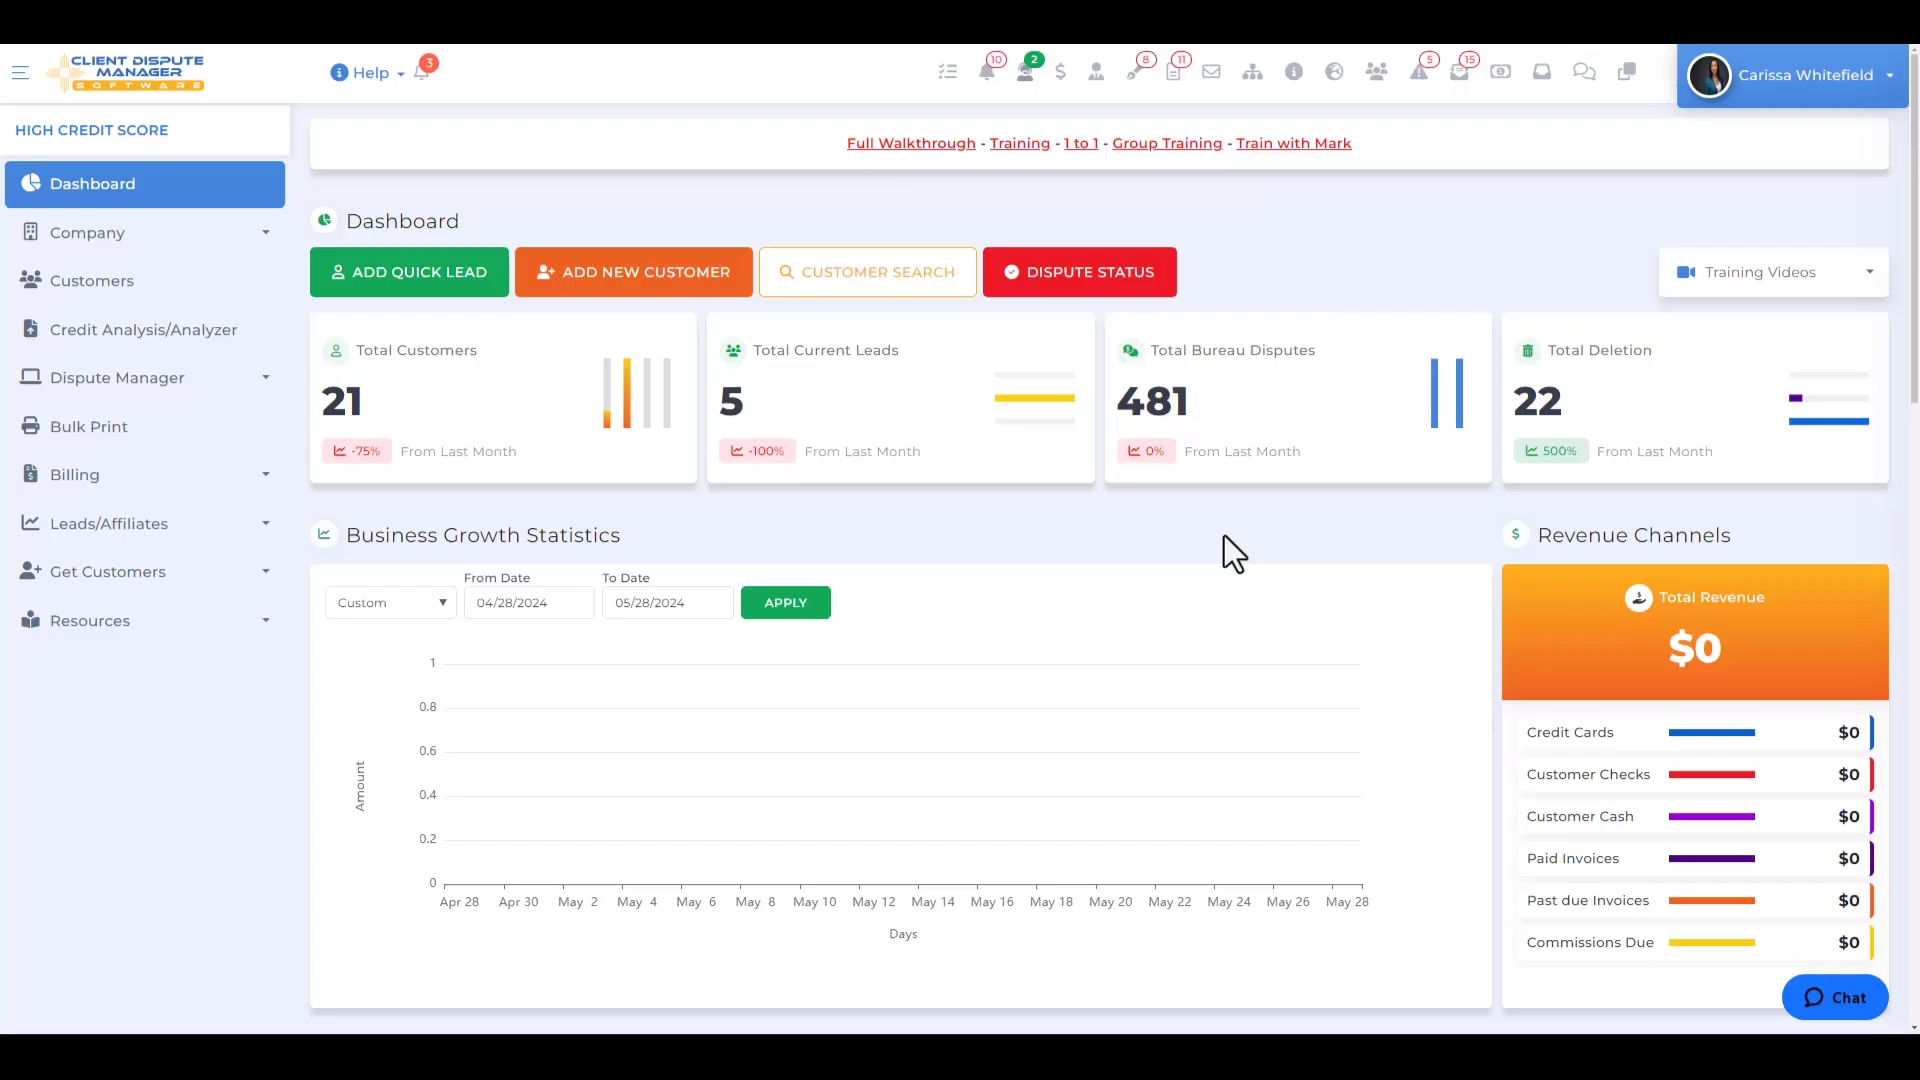 CLIENT DISPUTE
MANAGER
SOFTWARE
Help
3
10
2
8
11
5
15
Carissa Whitefield
HIGH CREDIT SCORE
Full Walkthrough - Training - 1 to 1 - Group Training - Train with Mark
Dashboard
Company
Customers
Credit Analysis/Analyzer
Dispute Manager
Bulk Print
Billing
Leads/Affiliates
Get Customers
Resources
Dashboard
ADD QUICK LEAD
ADD NEW CUSTOMER
CUSTOMER SEARCH
DISPUTE STATUS
Training Videos
Total Customers
21
-75% From Last Month
Total Current Leads
5
-100% From Last Month
Total Bureau Disputes
481
0% From Last Month
Total Deletion
22
500% From Last Month
Business Growth Statistics
From Date
To Date
Custom
04/28/2024
05/28/2024
APPLY
1
0.8
0.6
0.4
0.2
0
Amount
Apr 28 Apr 30 May 2 May 4 May 6 May 8 May 10 May 12 May 14 May 16 May 18 May 20 May 22 May 24 May 26 May 28
Days
Revenue Channels
Total Revenue
$0
Credit Cards $0
Customer Checks $0
Customer Cash $0
Paid Invoices $0
Past due Invoices $0
Commissions Due $0
Chat